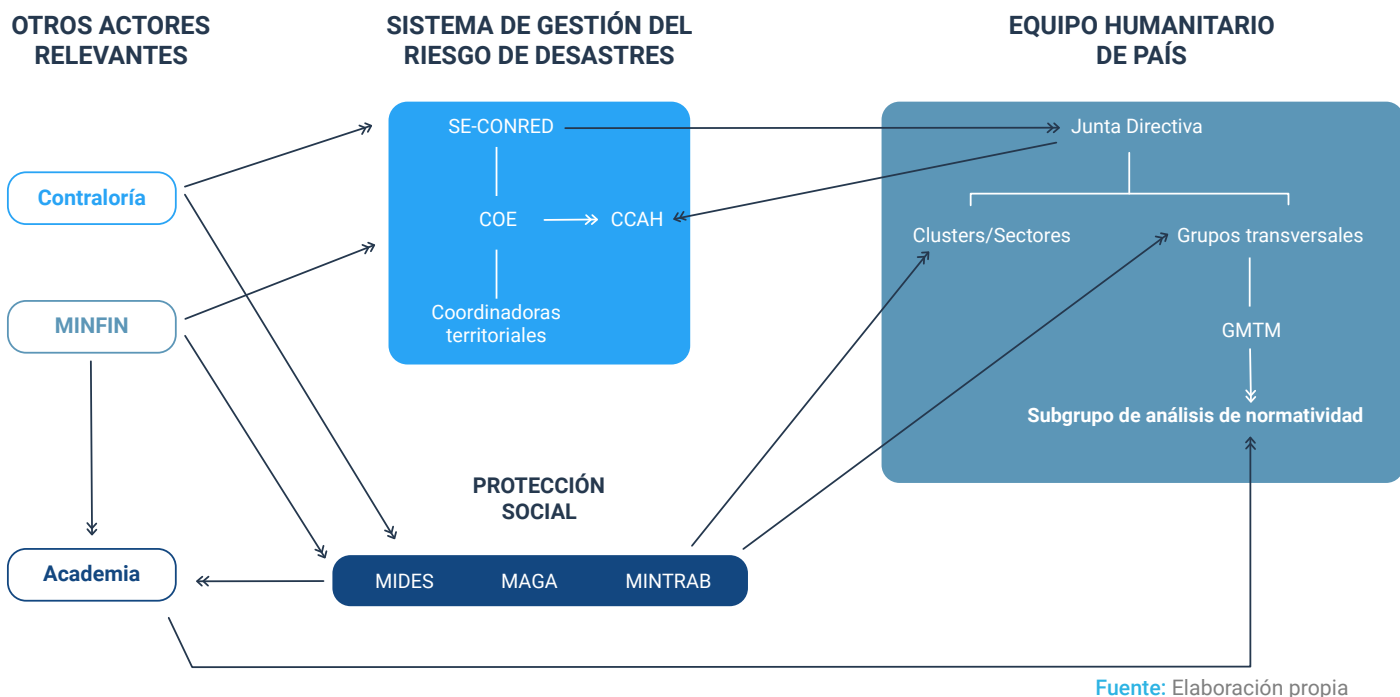 OTROS ACTORES
RELEVANTES
SISTEMA DE GESTIÓN DEL
RIESGO DE DESASTRES
EQUIPO HUMANITARIO
DE PAÍS
Contraloría
MINFIN
Academia
SE-CONRED
COE
CCAH
Coordinadoras
territoriales
PROTECCIÓN
SOCIAL
MIDES
MAGA
MINTRAB
Junta Directiva
Clusters/Sectores
Grupos transversales
GMTM
Subgrupo de análisis de normatividad
Fuente: Elaboración propia